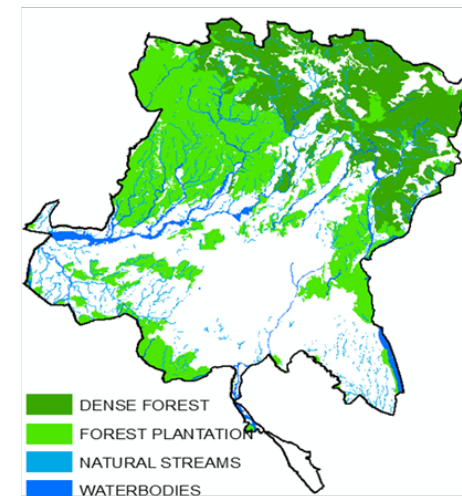 DENSE FOREST
FOREST PLANTATION
NATURAL STREAMS
WATERBODIES